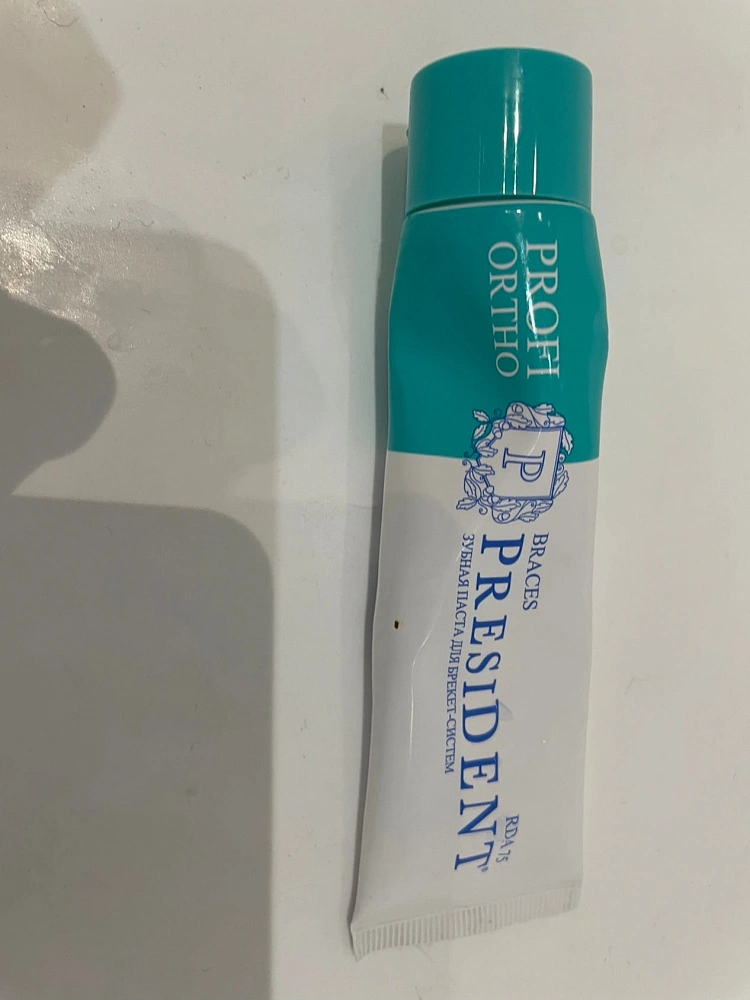 PROFI
ORTHO
P
BRACES
PRESIDENT®
ЗУБНАЯ ПАСТА ДЛЯ БРЕКЕТ-СИСТЕМ
RDA 75